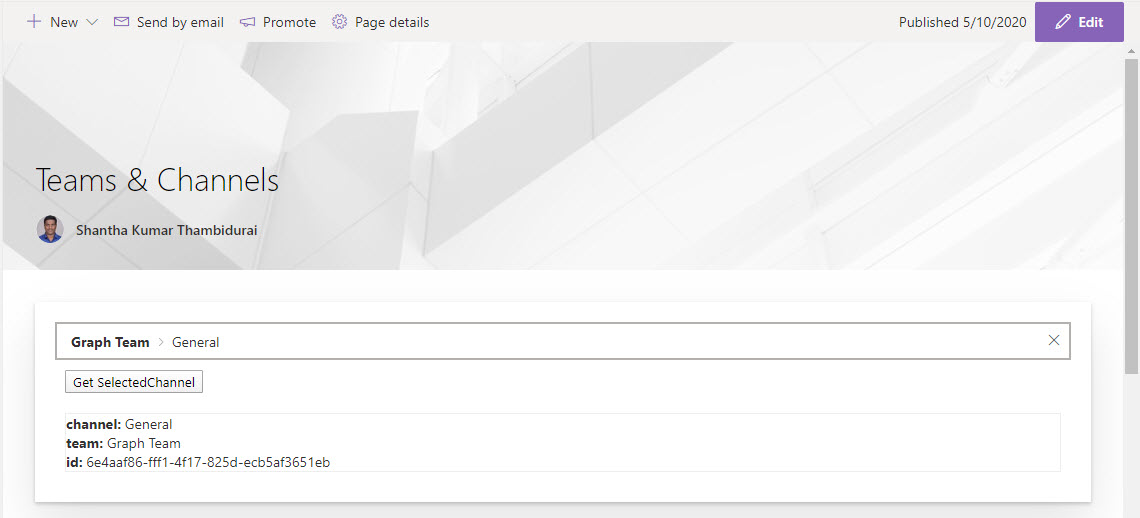 New Send by email Promote Page details Published 5/10/2020 Edit
Teams & Channels
Shantha Kumar Thambidurai
Graph Team General
Get SelectedChannel
channel: General
team: Graph Team
id: 6e4aaf86-fff1-4f17-825d-ecb5af3651eb